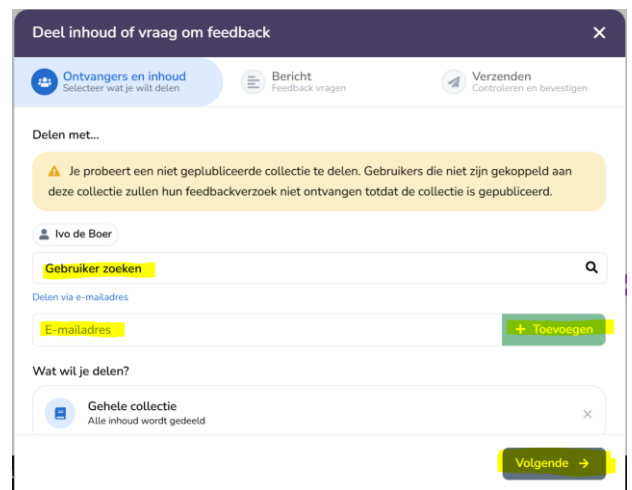 Deel inhoud of vraag om feedback
Ontvangers en inhoud
Selecteer wat je wilt delen
Bericht
Feedback vragen
Verzenden
Controleren en bevestigen
Delen met...
Je probeert een niet geplubliceerde collectie te delen. Gebruikers die niet zijn gekoppeld aan
deze collectie zullen hun feedbackverzoek niet ontvangen totdat de collectie is gepubliceerd.
Ivo de Boer
Gebruiker zoeken
Delen via e-mailadres
E-mailadres
+ Toevoegen
Wat wil je delen?
Gehele collectie
Alle inhoud wordt gedeeld
Volgende →